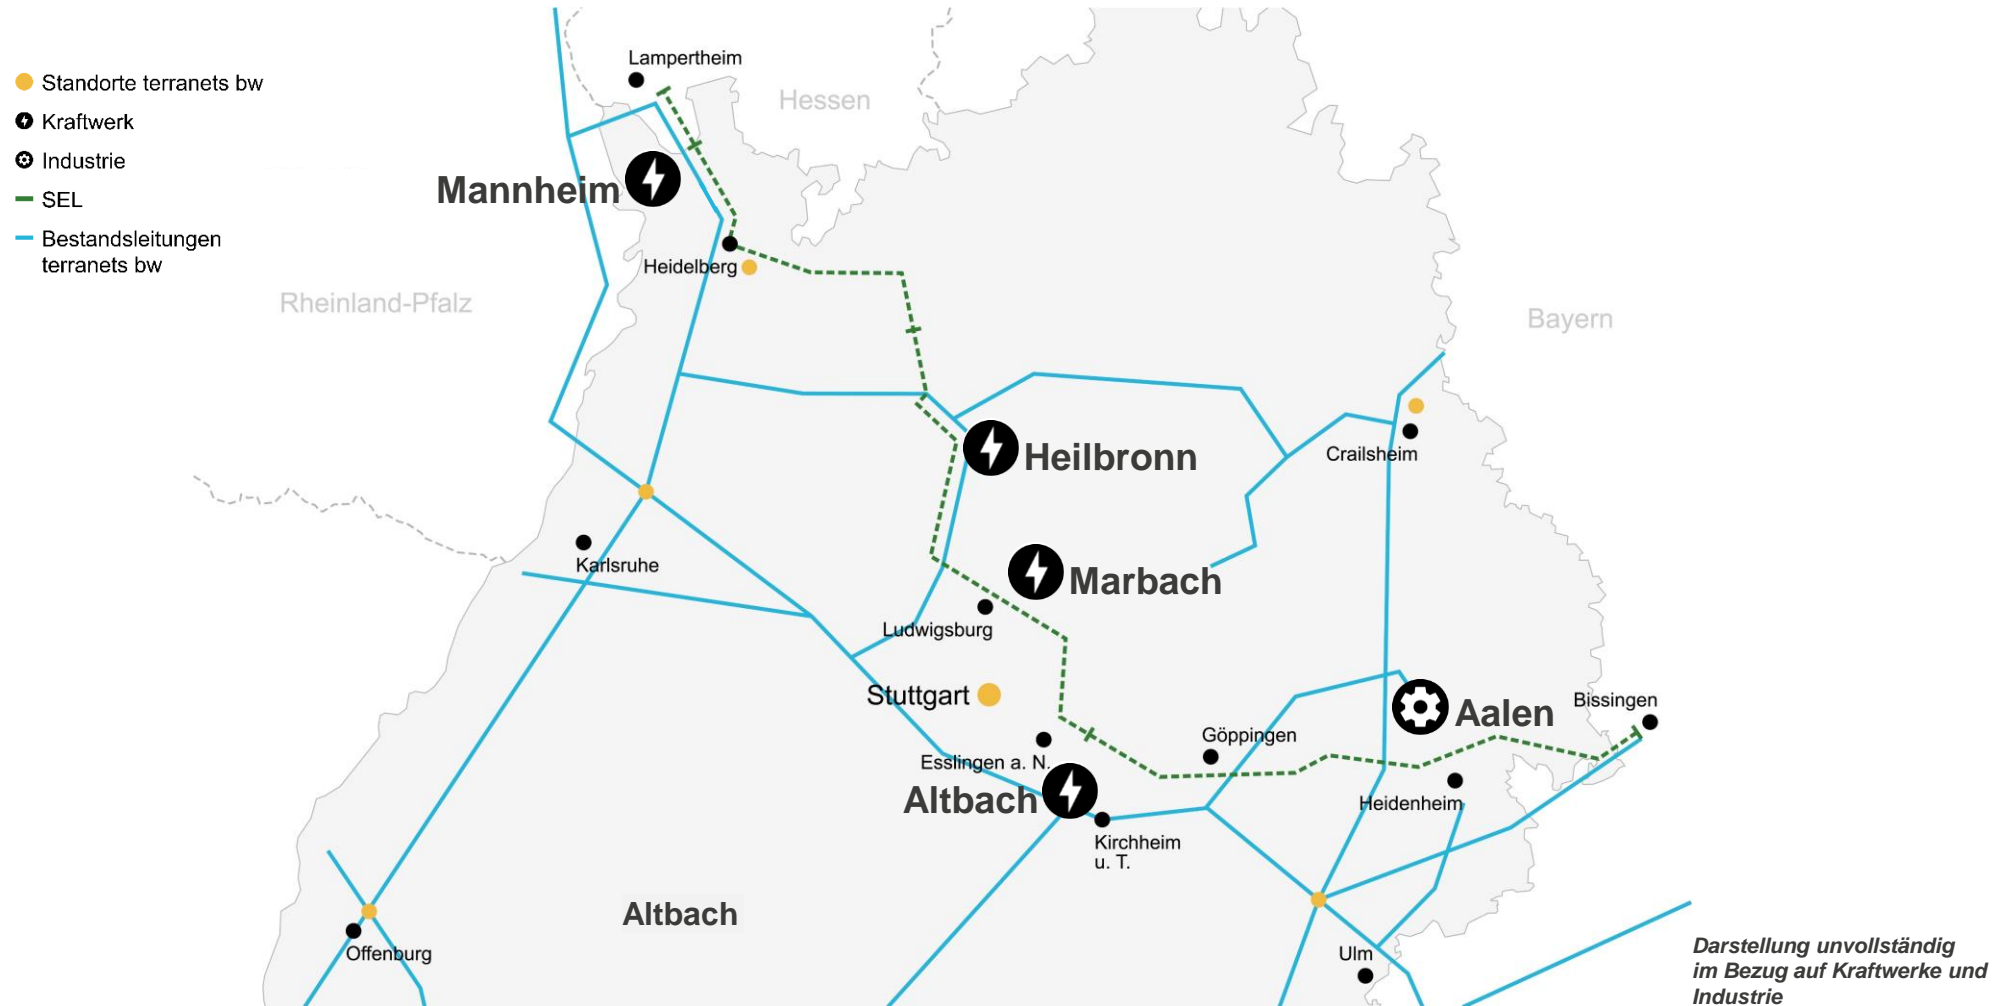 Standorte terranets bw
Kraftwerk
Industrie
SEL
Bestandsleitungen
terranets bw
Lampertheim
Hessen
Mannheim
Heidelberg
Rheinland-Pfalz
Bayern
Crailsheim
Heilbronn
Karlsruhe
Marbach
Ludwigsburg
Stuttgart
Bissingen
Aalen
Göppingen
Esslingen a. N.
Altbach
Heidenheim
Kirchheim
u. T.
Altbach
Offenburg
Ulm
Darstellung unvollständig
im Bezug auf Kraftwerke und
Industrie